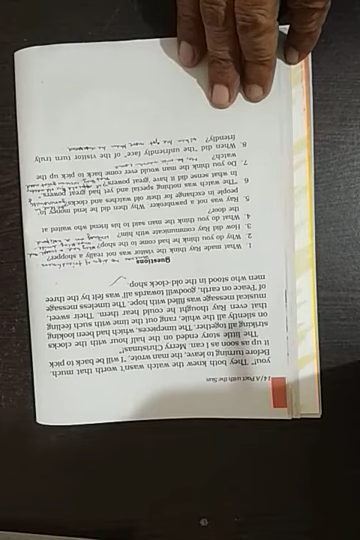 14/A Pact with the Sun
you!" They both knew the watch wasn't worth that much.
Before turning to leave, the man wrote, "I will be back to pick
it up as soon as I can. Merry Christmas!"
The little story ended on the half hour with the clocks
striking all together. The timepieces, which had been looking
on silently all the while, rang out the time with such feeling
that even Ray thought he could hear them. Their sweet,
musical message was filled with hope. The timeless message
of 'Peace on earth, goodwill towards all' was felt by the three
men who stood in the old-clock shop.
Questions
1. What made Ray think the visitor was not really a shopper?
2. Why do you think he had come to the shop?
3. How did Ray communicate with him?
4. What do you think the man said to his friend who waited at
the door?
5. Ray was not a pawnbroker. Why then did he lend money to
people in exchange for their old watches and clocks?
6. "The watch was nothing special and yet had great powers."
In what sense did it have great powers?
7. Do you think the man would ever come back to pick up the
watch?
8. When did "the unfriendly face" of the visitor turn truly
friendly?